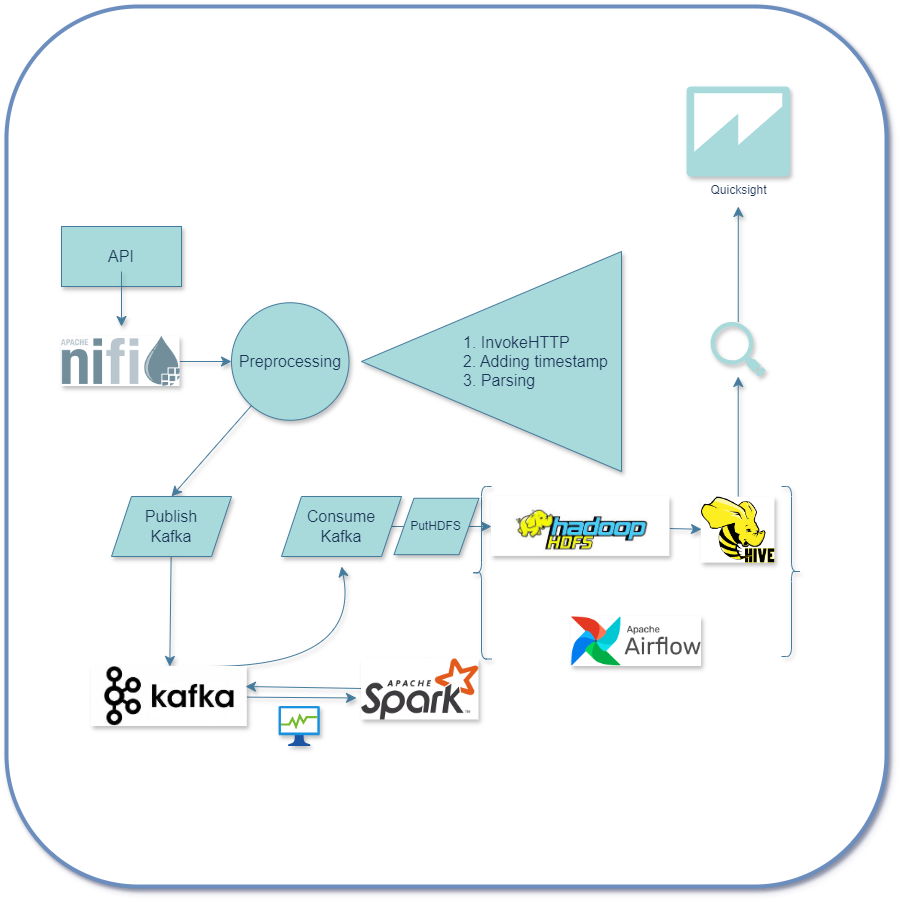 Quicksight
API
APACHE
nifi
Preprocessing
1. InvokeHTTP
2. Adding timestamp
3. Parsing
Publish
Kafka
Consume
Kafka
PutHDFS
hadoop
HDFS
HIVE
Apache
Airflow
kafka
APACHE
Spark™